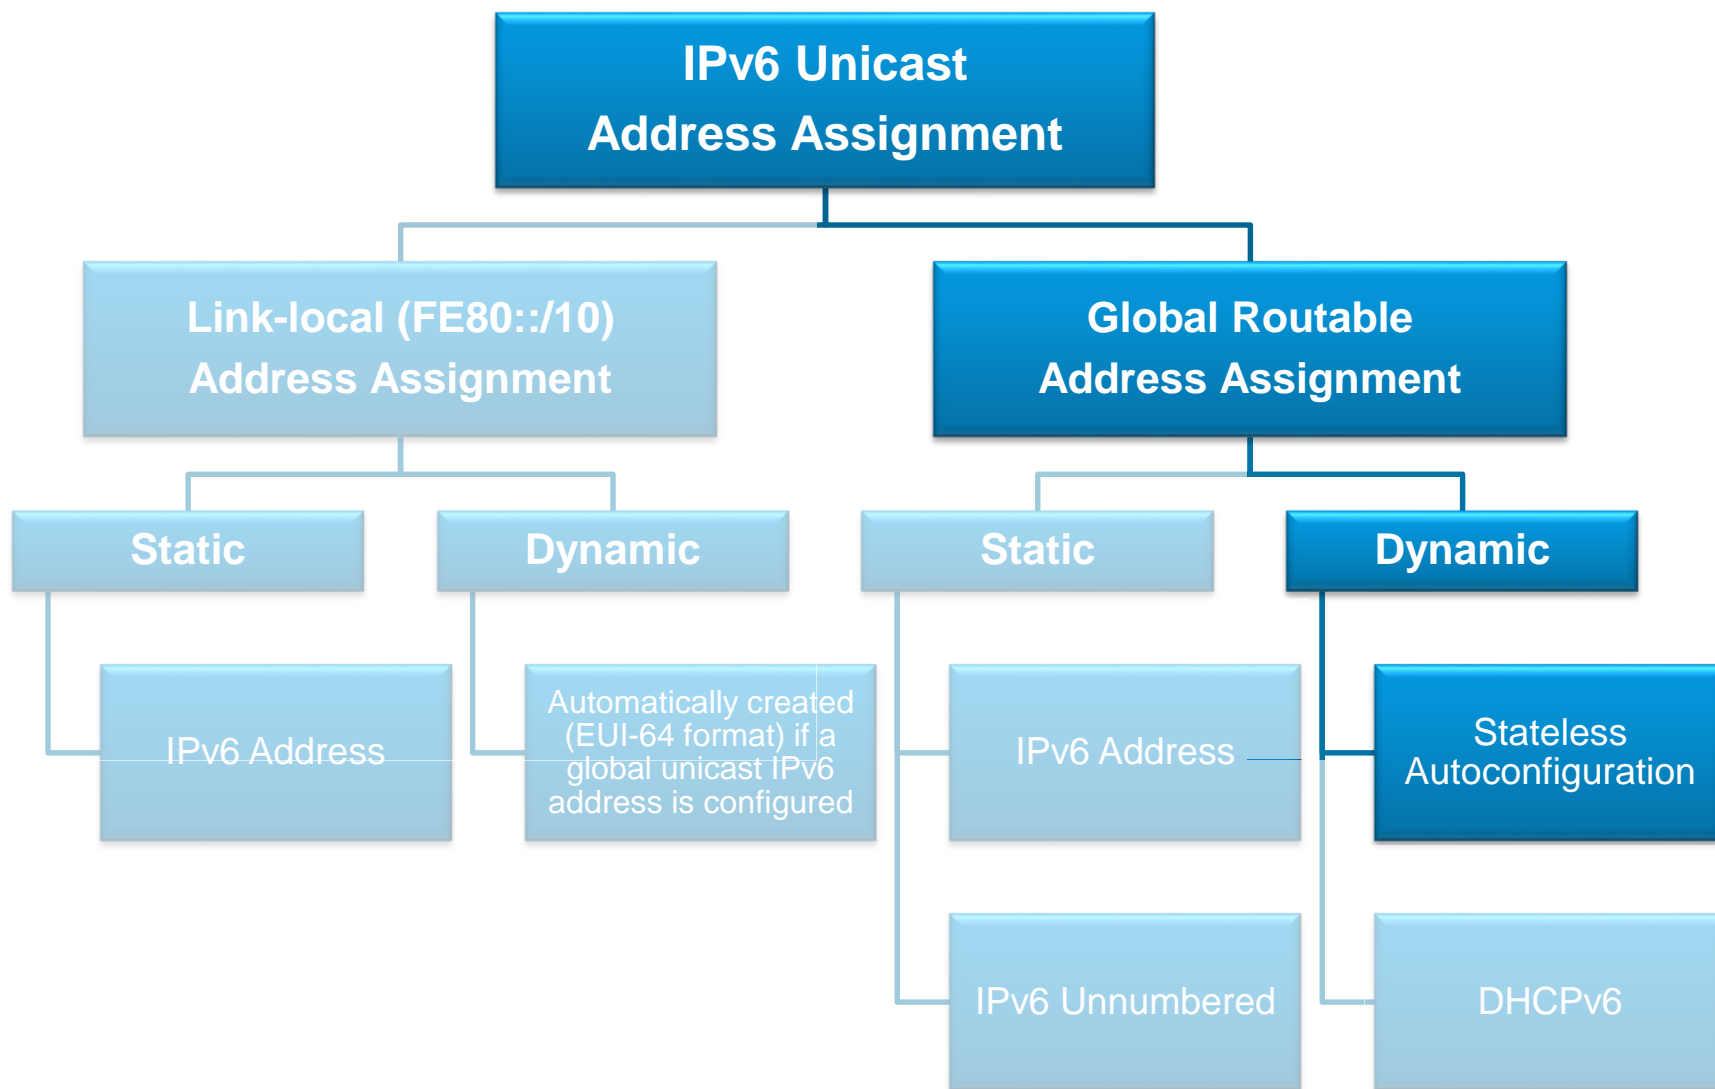 IPv6 Unicast
Address Assignment
Link-local (FE80::/10)
Address Assignment
Global Routable
Address Assignment
Static
Dynamic
Static
Dynamic
IPv6 Address
Automatically created
(EUI-64 format) if a
global unicast IPv6
address is configured
IPv6 Address
Stateless
Autoconfiguration
IPv6 Unnumbered
DHCPv6